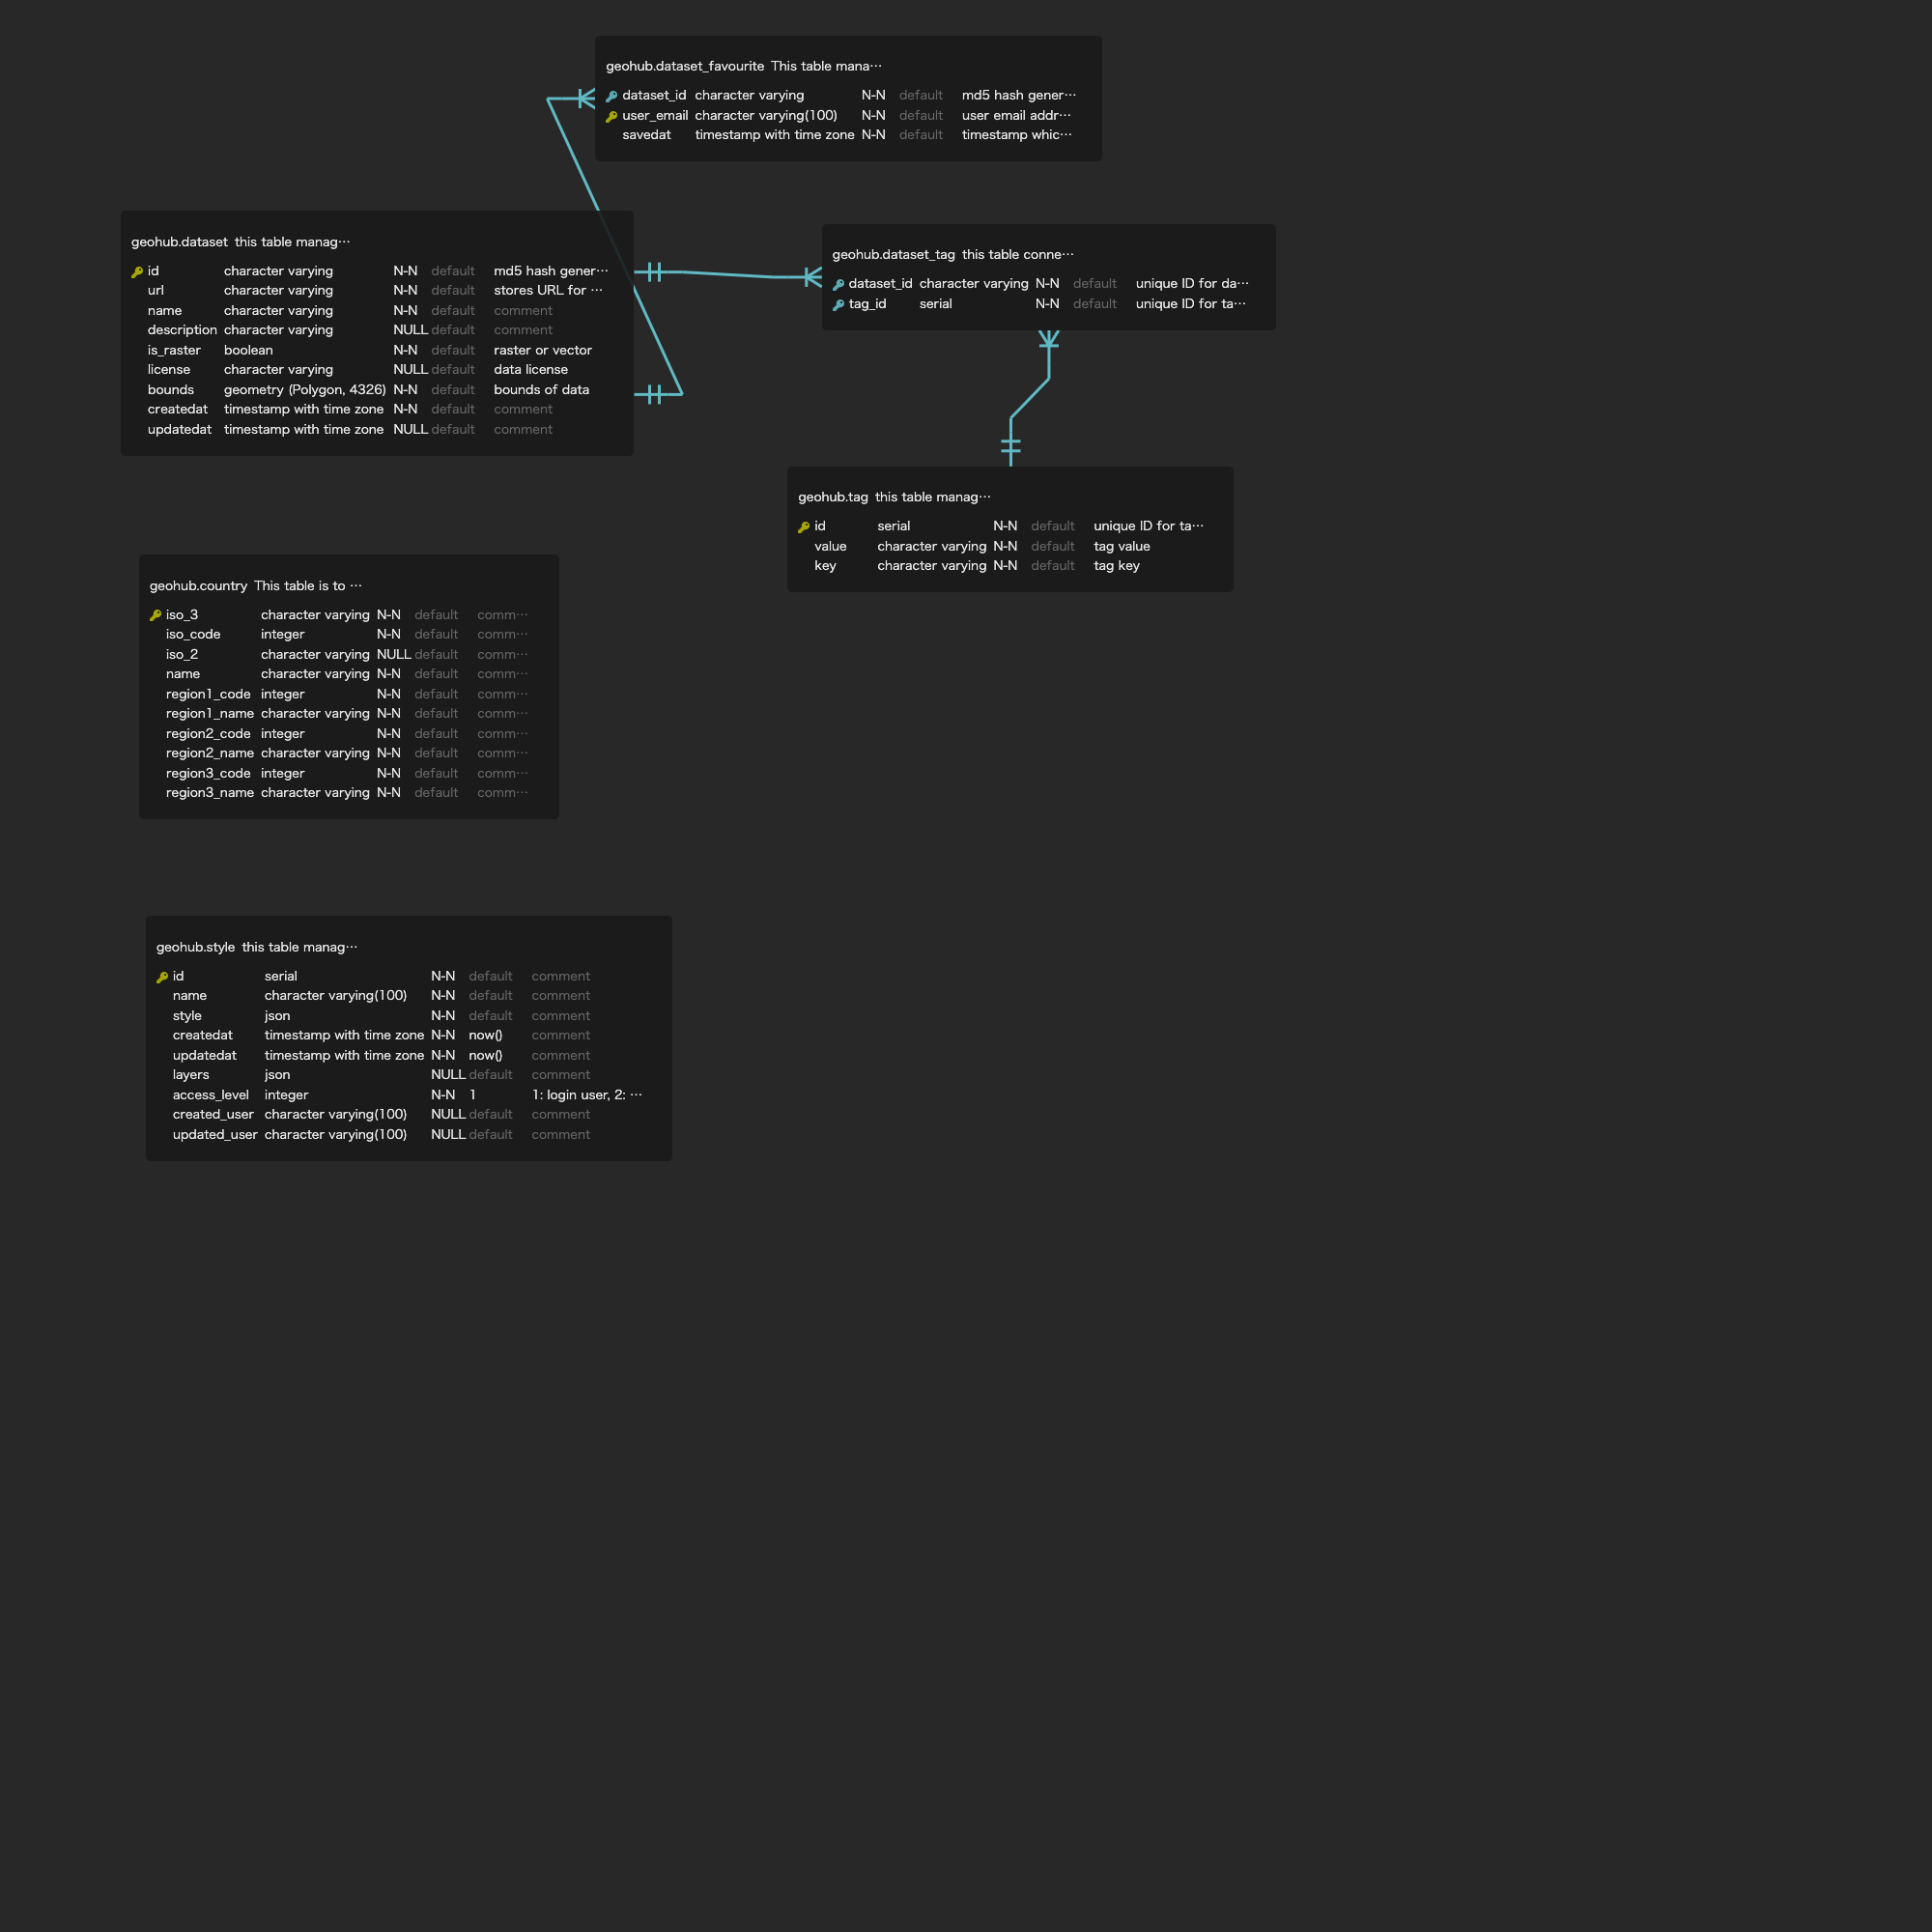 geohub.dataset_favourite This table mana…
dataset_id character varying N-N default md5 hash gener…
user_email character varying(100) N-N default user email addr…
savedat timestamp with time zone N-N default timestamp whic…
geohub.dataset this table manag…
id character varying N-N default md5 hash gener…
url character varying N-N default stores URL for …
name character varying N-N default comment
description character varying NULL default comment
is_raster boolean N-N default raster or vector
license character varying NULL default data license
bounds geometry (Polygon, 4326) N-N default bounds of data
createdat timestamp with time zone N-N default comment
updatedat timestamp with time zone NULL default comment
geohub.dataset_tag this table conne…
dataset_id character varying N-N default unique ID for da…
tag_id serial N-N default unique ID for ta…
geohub.tag this table manag…
id serial N-N default unique ID for ta…
value character varying N-N default tag value
key character varying N-N default tag key
geohub.country This table is to …
iso_3 character varying N-N default comm…
iso_code integer N-N default comm…
iso_2 character varying NULL default comm…
name character varying N-N default comm…
region1_code integer N-N default comm…
region1_name character varying N-N default comm…
region2_code integer N-N default comm…
region2_name character varying N-N default comm…
region3_code integer N-N default comm…
region3_name character varying N-N default comm…
geohub.style this table manag…
id serial N-N default comment
name character varying(100) N-N default comment
style json N-N default comment
createdat timestamp with time zone N-N now() comment
updatedat timestamp with time zone N-N now() comment
layers json NULL default comment
access_level integer N-N 1 1: login user, 2: …
created_user character varying(100) NULL default comment
updated_user character varying(100) NULL default comment